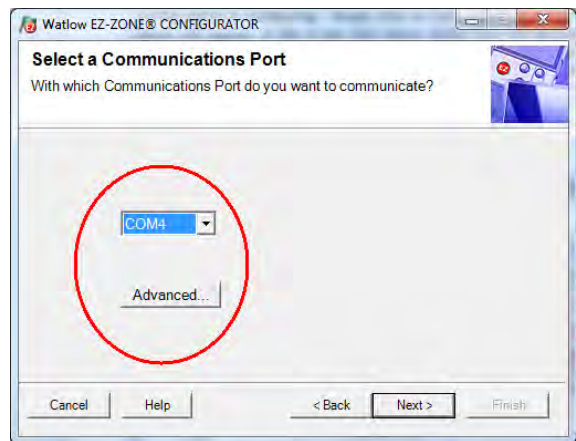 Watlow EZ-ZONE® CONFIGURATOR
Select a Communications Port
With which Communications Port do you want to communicate?
EZ
COM4
Advanced...
Cancel Help < Back Next > Finish